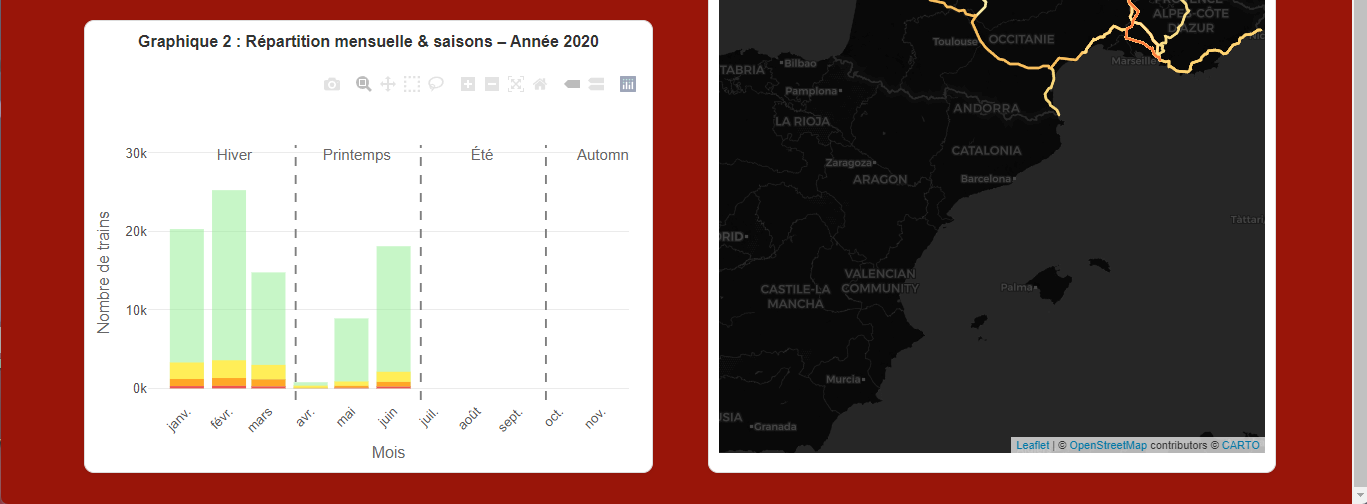 Graphique 2 : Répartition mensuelle & saisons – Année 2020
30k
20k
10k
0k
Nombre de trains
Hiver
Printemps
Été
Automn
janv.
févr.
mars
avr.
mai
juin
juil.
août
sept.
oct.
nov.
Mois
ALPES-CÔTE
D'AZUR
Toulouse
OCCITANIE
Marseille
TABRIA
Bilbao
Pamplona
ANDORRA
LA RIOJA
CATALONIA
Zaragoza
ARAGON
Barcelona
RID
VALENCIAN
COMMUNITY
CASTILE-LA
MANCHA
Palma
Murcia
USIA
Granada
Leaflet | © OpenStreetMap contributors © CARTO